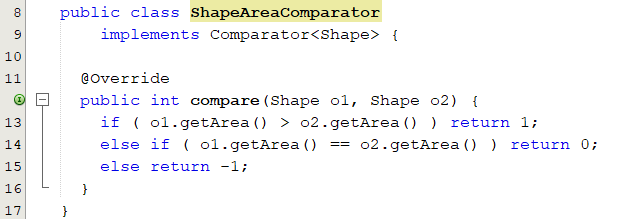 8 public class ShapeAreaComparator
9 implements Comparator<Shape> {
10
11 @Override
public int compare(Shape o1, Shape o2) {
13 if ( o1.getArea() > o2.getArea() ) return 1;
14 else if ( o1.getArea() == o2.getArea() ) return 0;
15 else return -1;
16 }
17 }